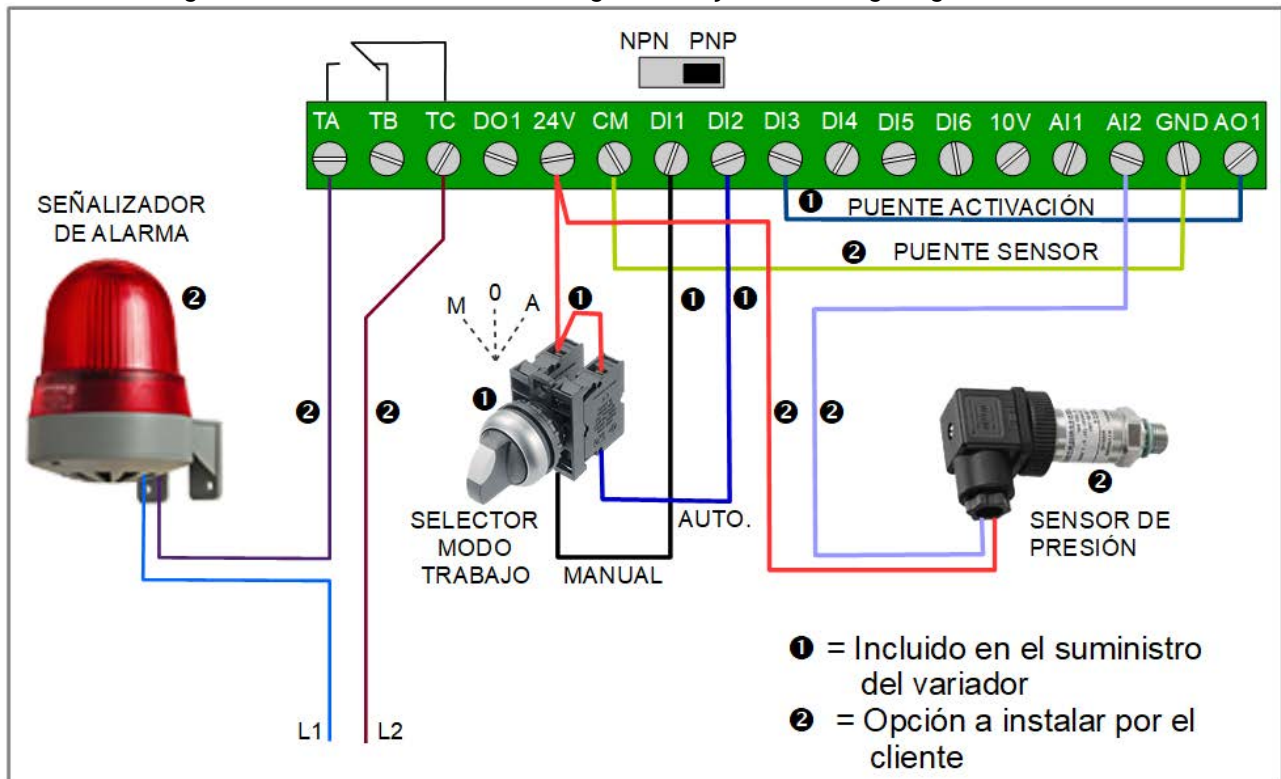 NPN PNP
TA TB TC DO1 24V CM DI1 DI2 DI3 DI4 DI5 DI6 10V AI1 AI2 GND AO1
❶ PUENTE ACTIVACIÓN
❷ PUENTE SENSOR
SEÑALIZADOR
DE ALARMA
❷
M 0 A
❶
❶
❶
❶
❷
❷
❷
❷
❷
SELECTOR
MODO
TRABAJO
AUTO.
MANUAL
SENSOR DE
PRESIÓN
L1 L2
❶ = Incluido en el suministro
del variador
❷ = Opción a instalar por el
cliente